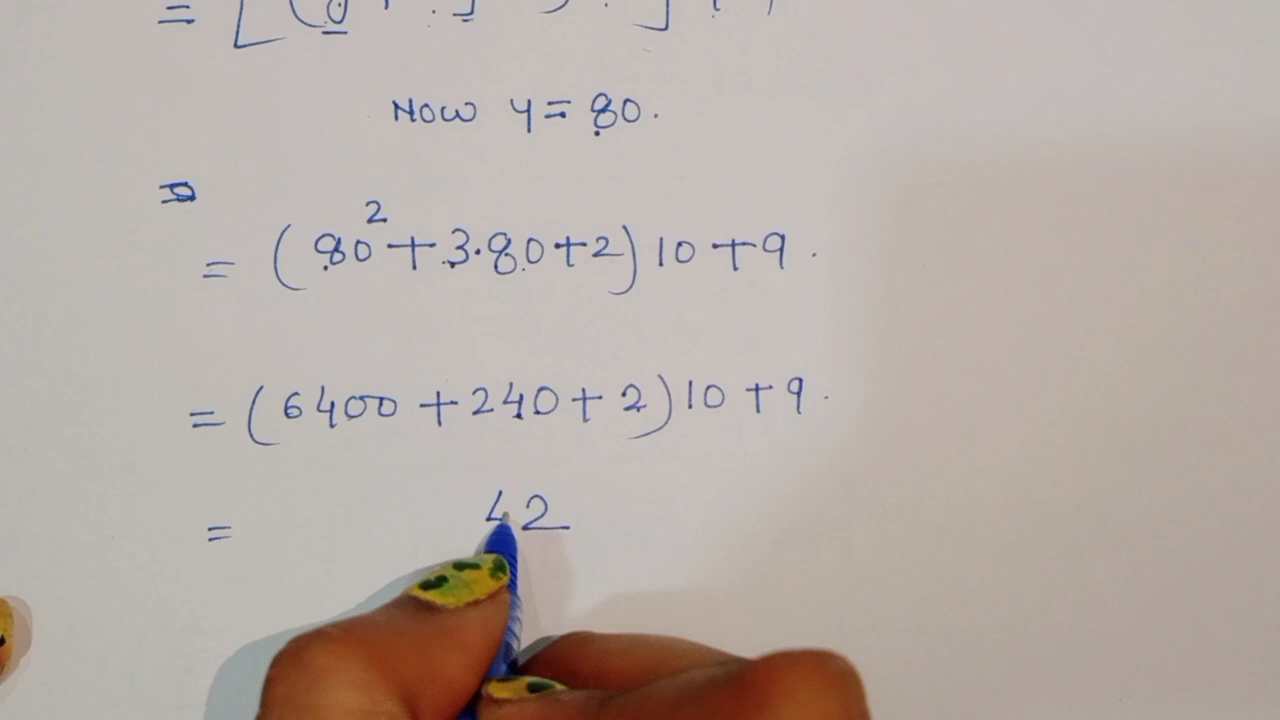 Now y = 80.
= (80² + 3·80 + 2) 10 + 9.
= (6400 + 240 + 2) 10 + 9.
= 42